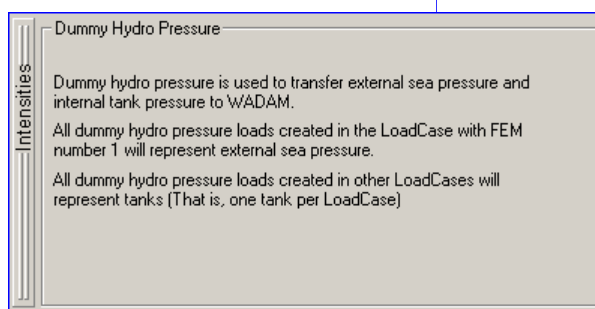 Dummy Hydro Pressure
Intensities
Dummy hydro pressure is used to transfer external sea pressure and
internal tank pressure to WADAM.
All dummy hydro pressure loads created in the LoadCase with FEM
number 1 will represent external sea pressure.
All dummy hydro pressure loads created in other LoadCases will
represent tanks (That is, one tank per LoadCase)